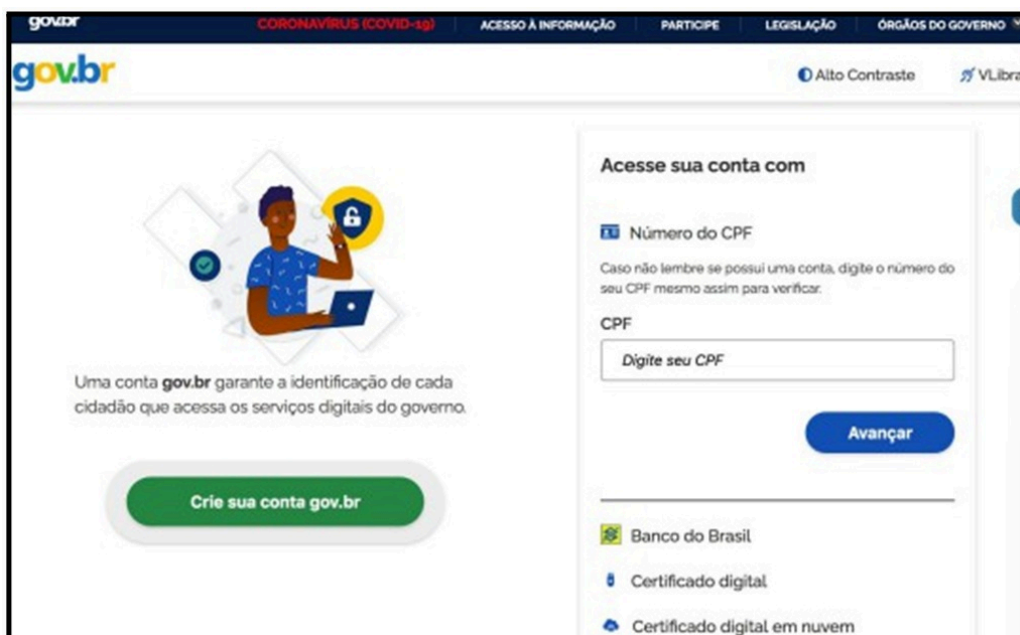 gov.br
CORONAVÍRUS (COVID-19)
ACESSO À INFORMAÇÃO
PARTICIPE
LEGISLAÇÃO
ÓRGÃOS DO GOVERNO
gov.br
Alto Contraste
VLibra
Uma conta gov.br garante a identificação de cada
cidadão que acessa os serviços digitais do governo.
Crie sua conta gov.br
Acesse sua conta com
Número do CPF
Caso não lembre se possui uma conta, digite o número do
seu CPF mesmo assim para verificar.
CPF
Digite seu CPF
Avançar
Banco do Brasil
Certificado digital
Certificado digital em nuvem